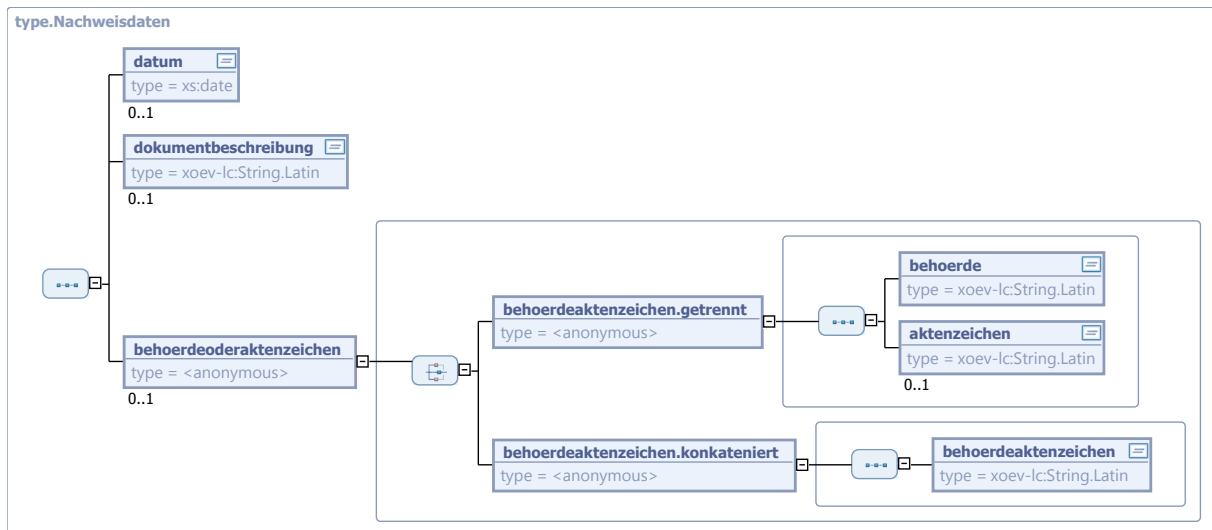 type.Nachweisdaten
datum
type = xs:date
0..1
dokumentbeschreibung
type = xoev-lc:String.Latin
0..1
behoerdeoderaktenzeichen
type = <anonymous>
0..1
behoerdeaktenzeichen.getrennt
type = <anonymous>
behoerde
type = xoev-lc:String.Latin
aktenzeichen
type = xoev-lc:String.Latin
0..1
behoerdeaktenzeichen.konkateniert
type = <anonymous>
behoerdeaktenzeichen
type = xoev-lc:String.Latin